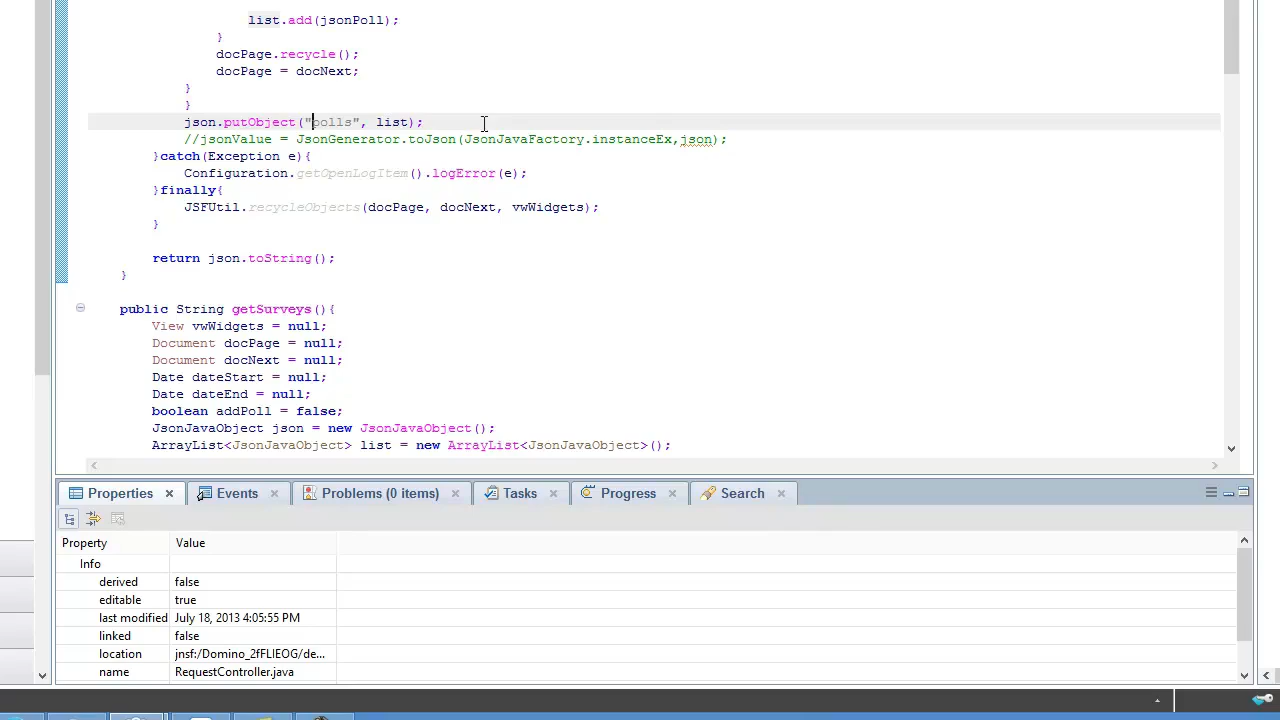 list.add(jsonPoll);
}
docPage.recycle();
docPage = docNext;
}
}
json.putObject("polls", list);
//jsonValue = JsonGenerator.toJson(JsonJavaFactory.instanceEx,json);
}catch(Exception e){
Configuration.getOpenLogItem().logError(e);
}finally{
JSFUtil.recycleObjects(docPage, docNext, vwWidgets);
}
return json.toString();
}
public String getSurveys(){
View vwWidgets = null;
Document docPage = null;
Document docNext = null;
Date dateStart = null;
Date dateEnd = null;
boolean addPoll = false;
JsonJavaObject json = new JsonJavaObject();
ArrayList<JsonJavaObject> list = new ArrayList<JsonJavaObject>();
Properties Events Problems (0 items) Tasks Progress Search
Property Value
Info
derived false
editable true
last modified July 18, 2013 4:05:55 PM
linked false
location jnsf:/Domino_2fFLIEOG/de...
name RequestController.java